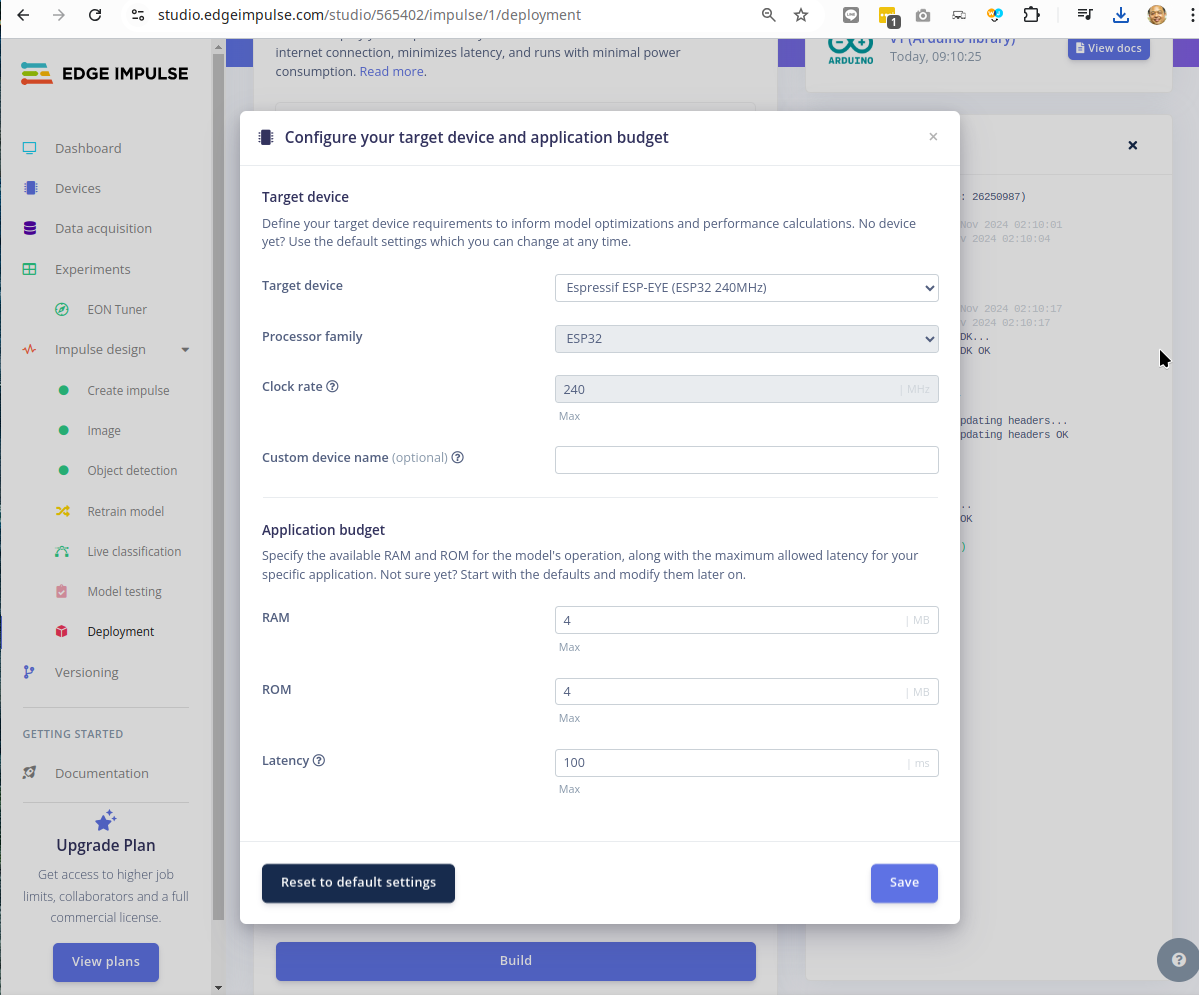 studio.edgeimpulse.com/studio/565402/impulse/1/deployment
1
EDGE IMPULSE
Dashboard
Devices
Data acquisition
Experiments
EON Tuner
Impulse design
Create impulse
Image
Object detection
Retrain model
Live classification
Model testing
Deployment
Versioning
GETTING STARTED
Documentation
Upgrade Plan
Get access to higher job
limits, collaborators and a full
commercial license.
View plans
internet connection, minimizes latency, and runs with minimal power
consumption. Read more.
ARDUINO
v1 (Arduino library)
Today, 09:10:25
View docs
Configure your target device and application budget
×
Target device
Define your target device requirements to inform model optimizations and performance calculations. No device
yet? Use the default settings which you can change at any time.
Target device
Espressif ESP-EYE (ESP32 240MHz)
Processor family
ESP32
Clock rate
240
| MHz
Max
Custom device name (optional)
Application budget
Specify the available RAM and ROM for the model's operation, along with the maximum allowed latency for your
specific application. Not sure yet? Start with the defaults and modify them later on.
RAM
4
| MB
Max
ROM
4
| MB
Max
Latency
100
| ms
Max
Reset to default settings
Save
Build
: 26250987)
Nov 2024 02:10:01
v 2024 02:10:04
Nov 2024 02:10:17
v 2024 02:10:17
DK...
DK OK
pdating headers...
pdating headers OK
..
OK
)